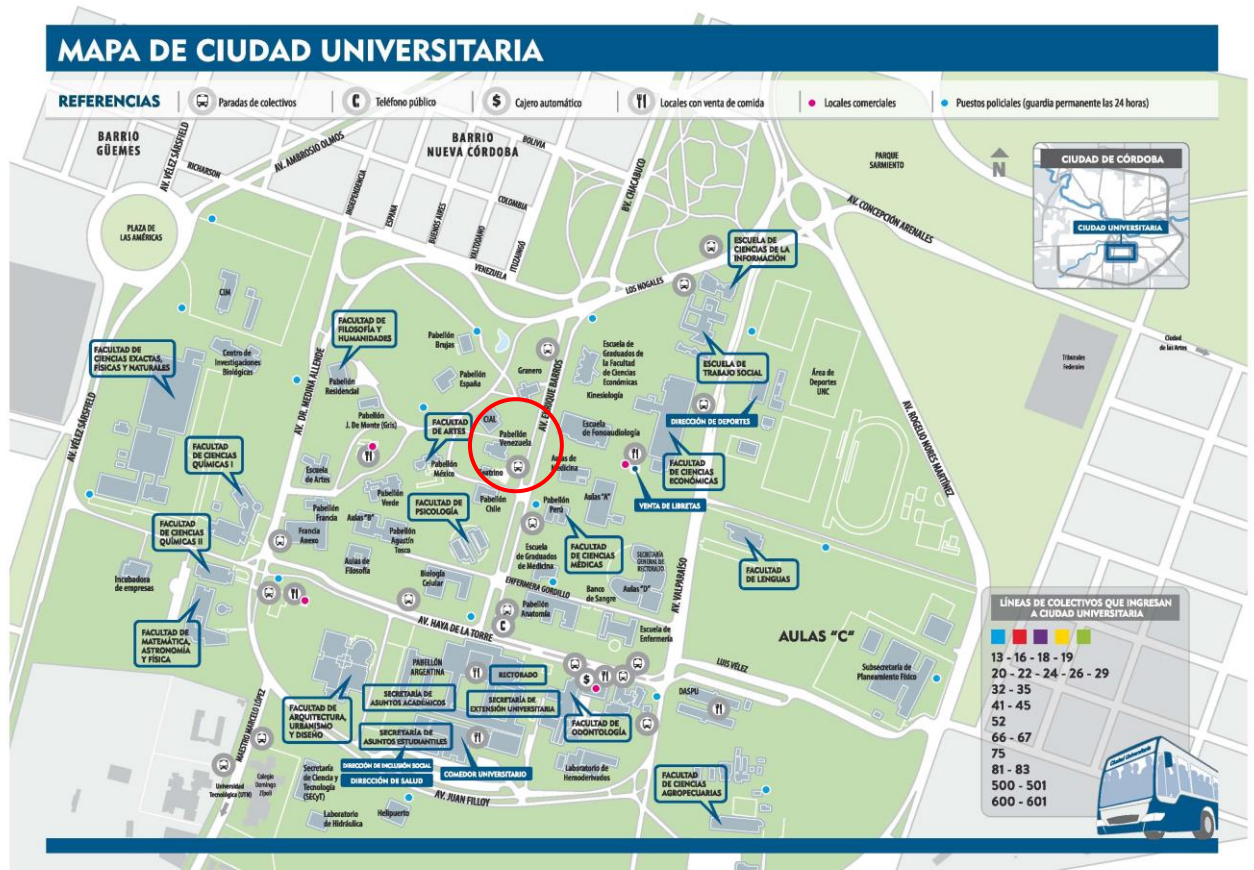 MAPA DE CIUDAD UNIVERSITARIA
REFERENCIAS
Paradas de colectivos
Teléfono público
Cajero automático
Locales con venta de comida
Locales comerciales
Puestos policiales (guardia permanente las 24 horas)
BARRIO
GÜEMES
AV. VÉLEZ SÁRSFIELD
RICHARSON
AV. AMBROSIO OLMOS
BARRIO
NUEVA CÓRDOBA
BOLIVIA
INDEPENDENCIA
ESPAÑA
BUENOS AIRES
COLOMBIA
ITUZAINGÓ
VENEZUELA
BV. CHACABUCO
PARQUE
SARMIENTO
N
AV. CONCEPCIÓN ARENALES
CIUDAD DE CÓRDOBA
CIUDAD UNIVERSITARIA
PLAZA DE
LAS AMÉRICAS
ESCUELA DE
CIENCIAS DE LA
INFORMACIÓN
LOS NOGALES
CIM
FACULTAD DE
CIENCIAS EXACTAS,
FÍSICAS Y NATURALES
Centro de
Investigaciones
Biológicas
FACULTAD DE
FILOSOFÍA Y
HUMANIDADES
AV. DR. MEDINA ALLENDE
Pabellón
Residencial
Pabellón
Brujas
Pabellón
España
Granero
AV. ENRIQUE BARROS
Escuela de
Graduados de
la Facultad
de Ciencias
Económicas
Kinesiología
ESCUELA DE
TRABAJO SOCIAL
Área de
Deportes
UNC
DIRECCIÓN DE DEPORTES
Tribunales
Federales
Ciudad
de las Artes
AV. VÉLEZ SÁRSFIELD
AV. ROGELIO NORES MARTÍNEZ
Pabellón
J. De Monte (Gris)
FACULTAD
DE ARTES
CIAL
Pabellón
Venezuela
Escuela
de Fonoaudiología
Aulas de
Medicina
FACULTAD
DE CIENCIAS
ECONÓMICAS
VENTA DE LIBRETAS
FACULTAD
DE CIENCIAS
QUÍMICAS I
Escuela
de Artes
Pabellón
México
Pabellón
Verde
FACULTAD DE
PSICOLOGÍA
Pabellón
Chile
Pabellón
Perú
Aulas "A"
FACULTAD
DE CIENCIAS
QUÍMICAS II
Pabellón
Francia
Aulas "B"
Francia
Anexo
Pabellón
Agustín
Tosco
Aulas de
Filosofía
Biología
Celular
Escuela
de Graduados
de Medicina
FACULTAD
DE CIENCIAS
MÉDICAS
SECRETARÍA
GENERAL DE
RECTORADO
FACULTAD
DE LENGUAS
Incubadora
de empresas
ENFERMERA GORDILLO
Banco
de Sangre
Aulas "D"
AV. VALPARAÍSO
Pabellón
Anatomía
AV. HAYA DE LA TORRE
Escuela de
Enfermería
AULAS "C"
FACULTAD DE
MATEMÁTICA,
ASTRONOMÍA
Y FÍSICA
PABELLÓN
ARGENTINA
RECTORADO
LUIS VÉLEZ
Subsecretaría de
Planeamiento Físico
SECRETARÍA DE
ASUNTOS ACADÉMICOS
SECRETARÍA DE
EXTENSIÓN UNIVERSITARIA
DASPU
FACULTAD DE
ARQUITECTURA,
URBANISMO
Y DISEÑO
SECRETARÍA DE
ASUNTOS ESTUDIANTILES
FACULTAD DE
ODONTOLOGÍA
MAESTRO MARCELO LÓPEZ
DIRECCIÓN DE INCLUSIÓN SOCIAL
DIRECCIÓN DE SALUD
COMEDOR UNIVERSITARIO
Laboratorio de
Hemoderivados
FACULTAD
DE CIENCIAS
AGROPECUARIAS
Universidad
Tecnológica (UTN)
Colegio
Domingo
Zípoli
Secretaría
de Ciencia y
Tecnología
(SECyT)
AV. JUAN FILLOY
Laboratorio
de Hidráulica
Helipuerto
LÍNEAS DE COLECTIVOS QUE INGRESAN
A CIUDAD UNIVERSITARIA
13 - 16 - 18 - 19
20 - 22 - 24 - 26 - 29
32 - 35
41 - 45
52
66 - 67
75
81 - 83
500 - 501
600 - 601
Ciudad Universitaria